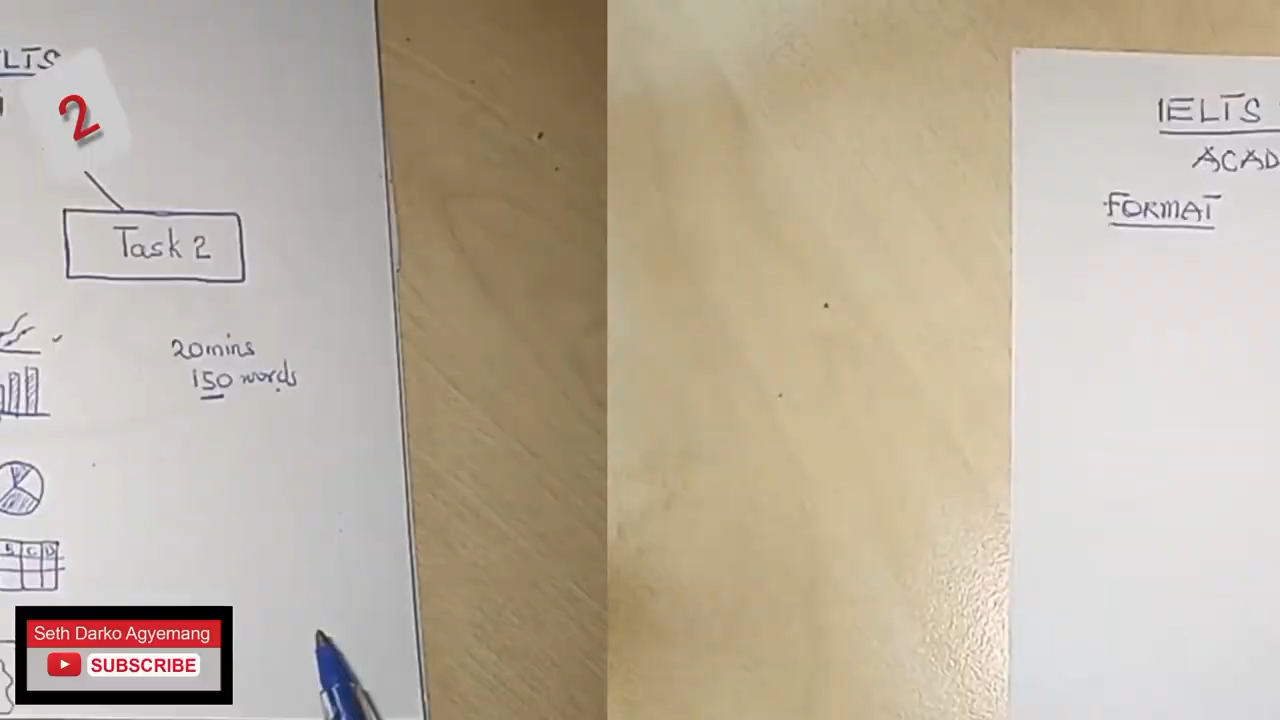 ELTS
2
Task 2
20mins
150 words
B C D
Seth Darko Agyemang
SUBSCRIBE
IELTS
ACAD
FORMAT